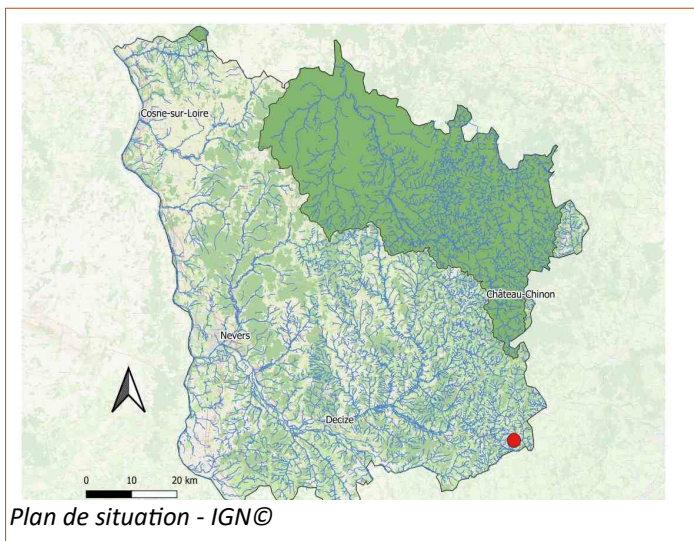 Cosne-sur-Loire
Château-Chinon
Nevers
Decize
0 10 20 km
Plan de situation - IGN©